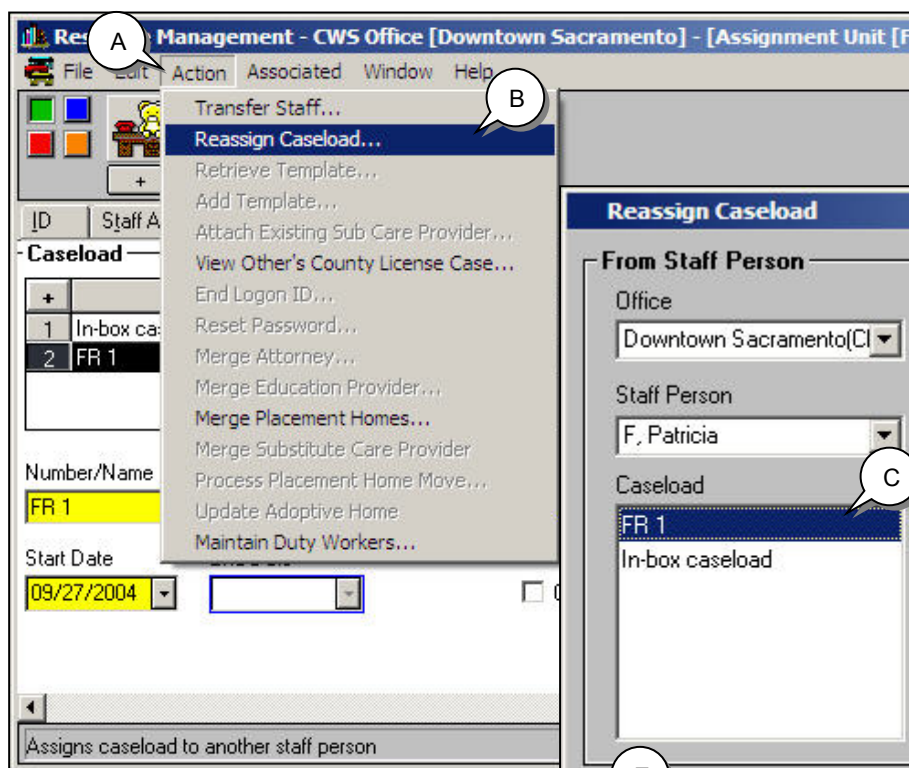 Management - CWS Office [Downtown Sacramento] - [Assignment Unit [F
A
File Edit Action Associated Window Help
B
Transfer Staff...
Reassign Caseload...
Retrieve Template...
+
Add Template...
ID Staff A
Attach Existing Sub Care Provider...
Caseload
View Other's County License Case...
+
End Logon ID...
1 In-box ca
Reset Password...
2 FR 1
Merge Attorney...
Merge Education Provider...
Merge Placement Homes...
Merge Substitute Care Provider
Number/Name
Process Placement Home Move...
FR 1
Update Adoptive Home
Start Date
Maintain Duty Workers...
09/27/2004
Assigns caseload to another staff person
Reassign Caseload
From Staff Person
Office
Downtown Sacramento(Cl
Staff Person
F, Patricia
C
Caseload
FR 1
In-box caseload